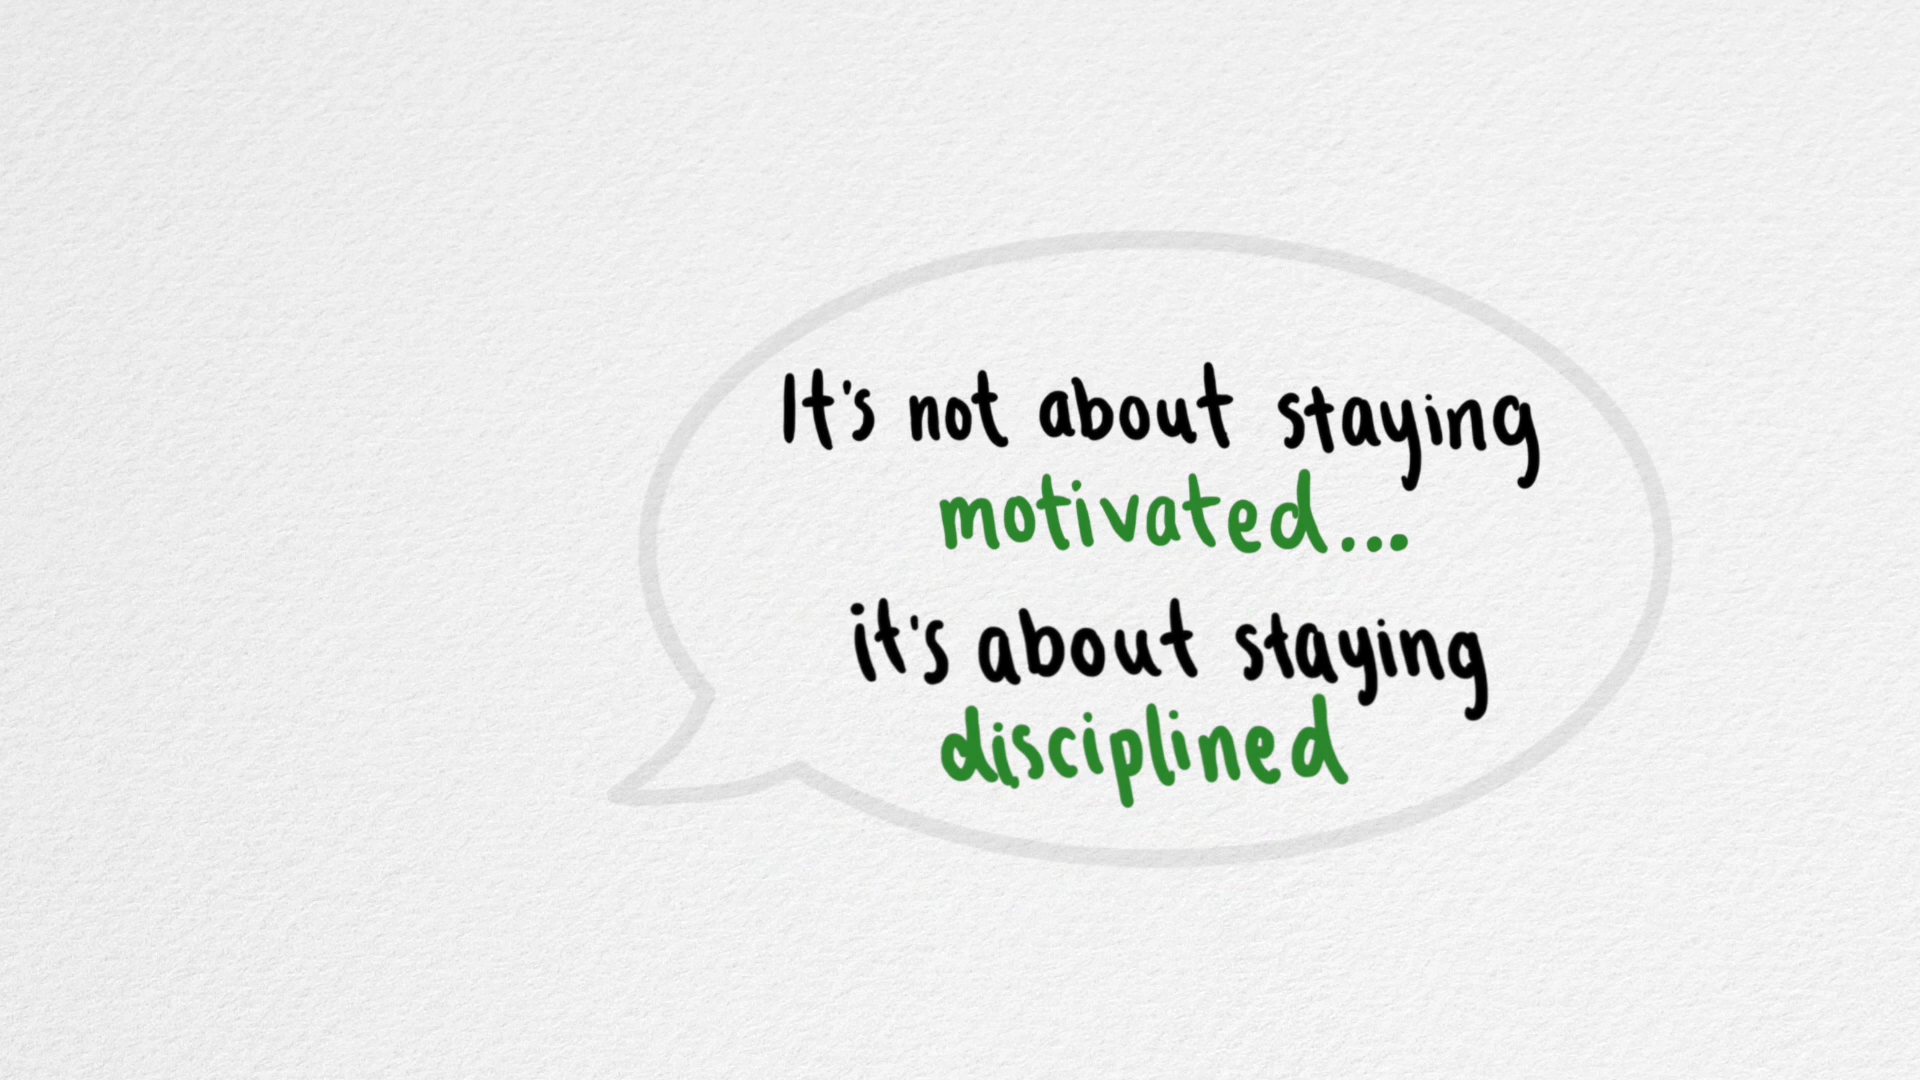 It's not about staying
motivated...
it's about staying
disciplined